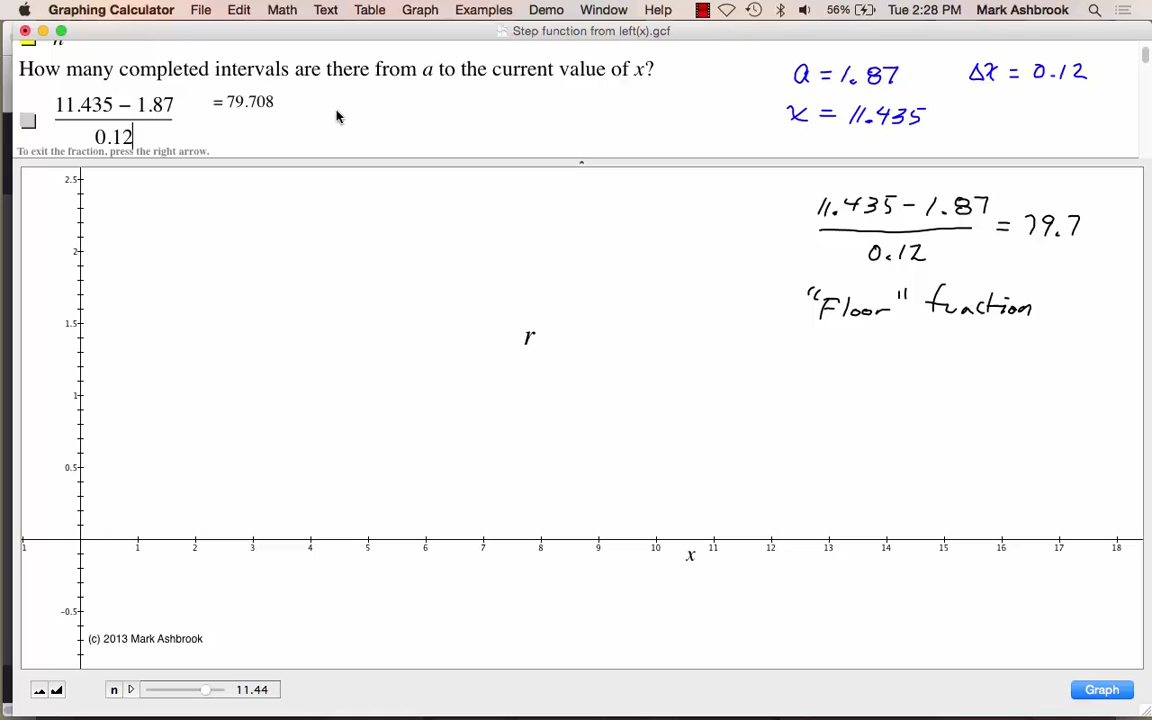 Graphing Calculator File Edit Math Text Table Graph Examples Demo Window Help 56% Tue 2:28 PM Mark Ashbrook
Step function from left(x).gcf
n
How many completed intervals are there from a to the current value of x?
a = 1.87 Δx = 0.12
x = 11.435
11.435 − 1.87
= 79.708
0.12
To exit the fraction, press the right arrow.
2.5
2
1.5
1
0.5
−0.5
11.435 − 1.87
= 79.7
0.12
"Floor" function
r
1 1 2 3 4 5 6 7 8 9 10 11 12 13 14 15 16 17 18
x
(c) 2013 Mark Ashbrook
n 11.44
Graph